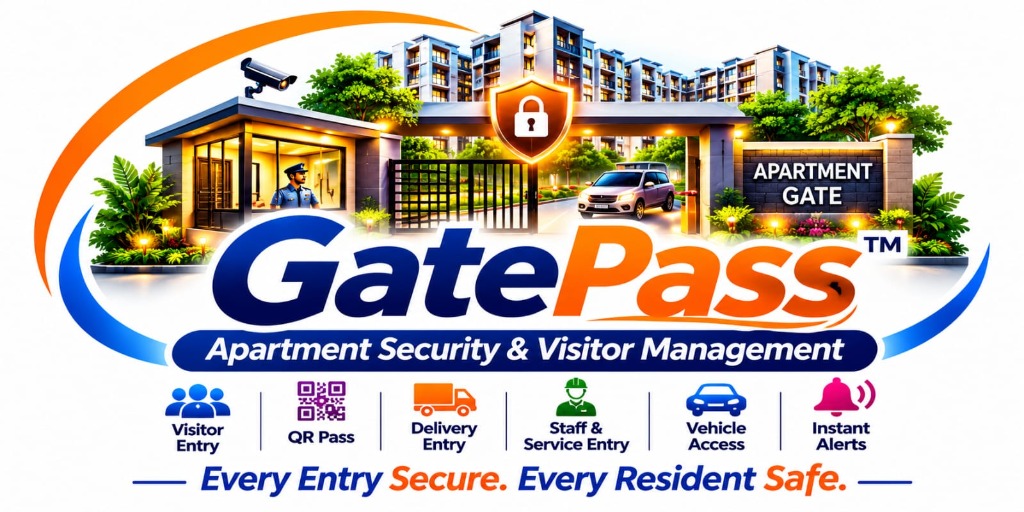 APARTMENT
GATE
GatePass™
Apartment Security & Visitor Management
Visitor
Entry
QR Pass
Delivery
Entry
Staff &
Service Entry
Vehicle
Access
Instant
Alerts
Every Entry Secure. Every Resident Safe.